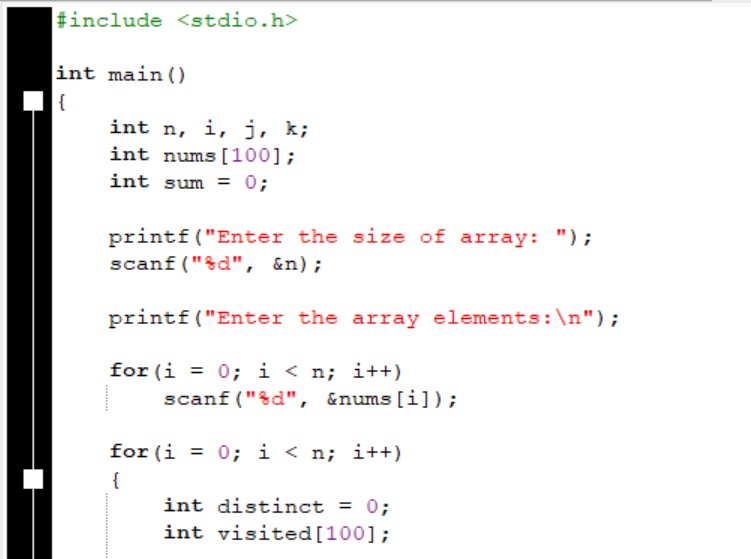 #include <stdio.h>
int main()
{
int n, i, j, k;
int nums[100];
int sum = 0;
printf("Enter the size of array: ");
scanf("%d", &n);
printf("Enter the array elements:\n");
for(i = 0; i < n; i++)
scanf("%d", &nums[i]);
for(i = 0; i < n; i++)
{
int distinct = 0;
int visited[100];